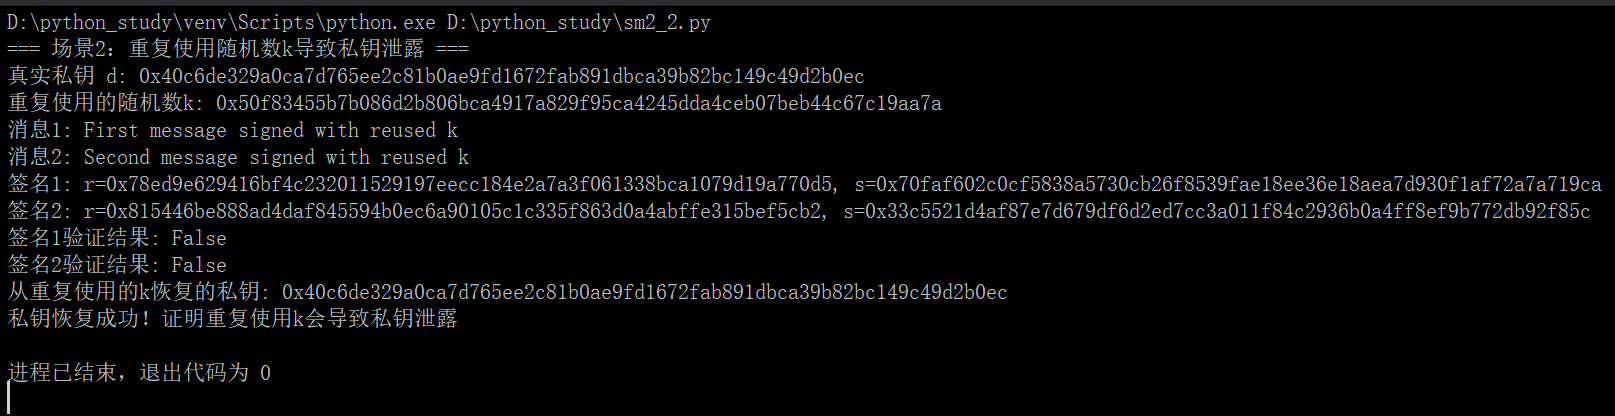 D:\python_study\venv\Scripts\python.exe D:\python_study\sm2_2.py
=== 场景2：重复使用随机数k导致私钥泄露 ===
真实私钥 d: 0x40c6de329a0ca7d765ee2c81b0ae9fd1672fab891dbca39b82bc149c49d2b0ec
重复使用的随机数k: 0x50f83455b7b086d2b806bca4917a829f95ca4245dda4ceb07beb44c67c19aa7a
消息1: First message signed with reused k
消息2: Second message signed with reused k
签名1: r=0x78ed9e629416bf4c232011529197eecc184e2a7a3f061338bca1079d19a770d5, s=0x70faf602c0cf5838a5730cb26f8539fae18ee36e18aea7d930f1af72a7a719ca
签名2: r=0x815446be888ad4daf845594b0ec6a90105c1c335f863d0a4abffe315bef5cb2, s=0x33c5521d4af87e7d679df6d2ed7cc3a011f84c2936b0a4ff8ef9b772db92f85c
签名1验证结果: False
签名2验证结果: False
从重复使用的k恢复的私钥: 0x40c6de329a0ca7d765ee2c81b0ae9fd1672fab891dbca39b82bc149c49d2b0ec
私钥恢复成功！证明重复使用k会导致私钥泄露
进程已结束，退出代码为 0